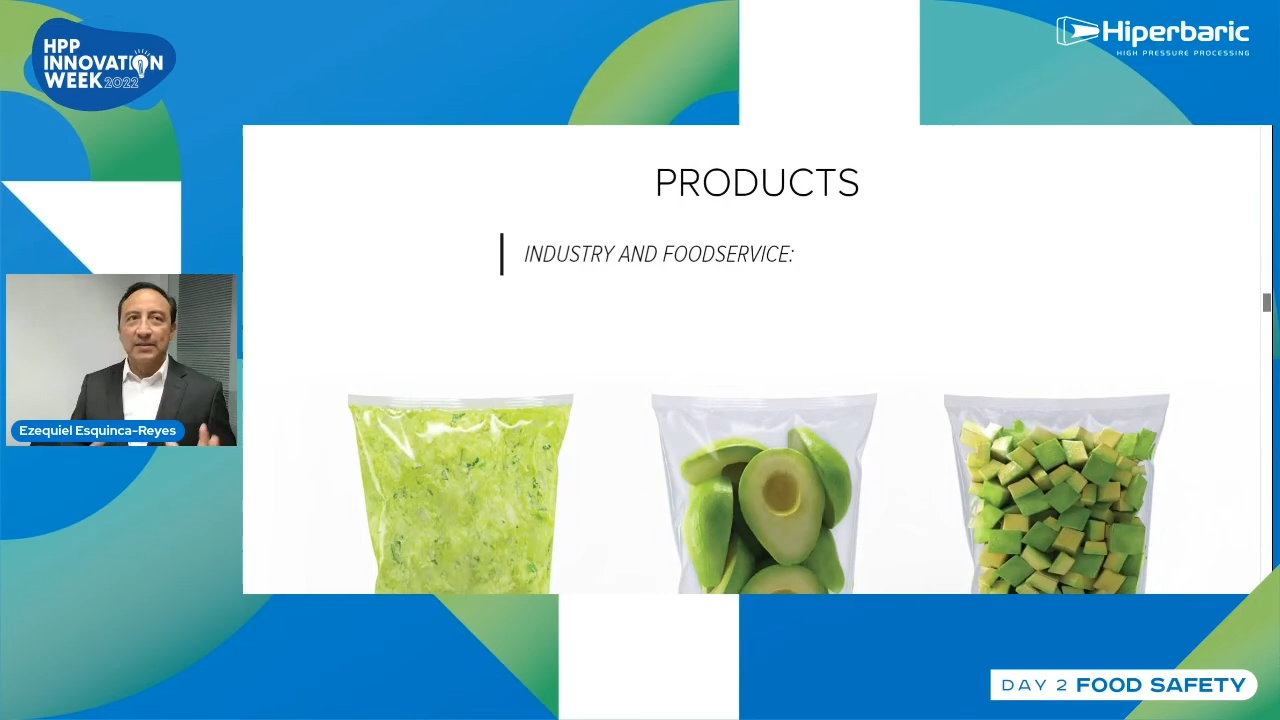 HPP
INNOVATION
WEEK 2022
Hiperbaric
HIGH PRESSURE PROCESSING
PRODUCTS
INDUSTRY AND FOODSERVICE:
Ezequiel Esquinca-Reyes
DAY 2 FOOD SAFETY